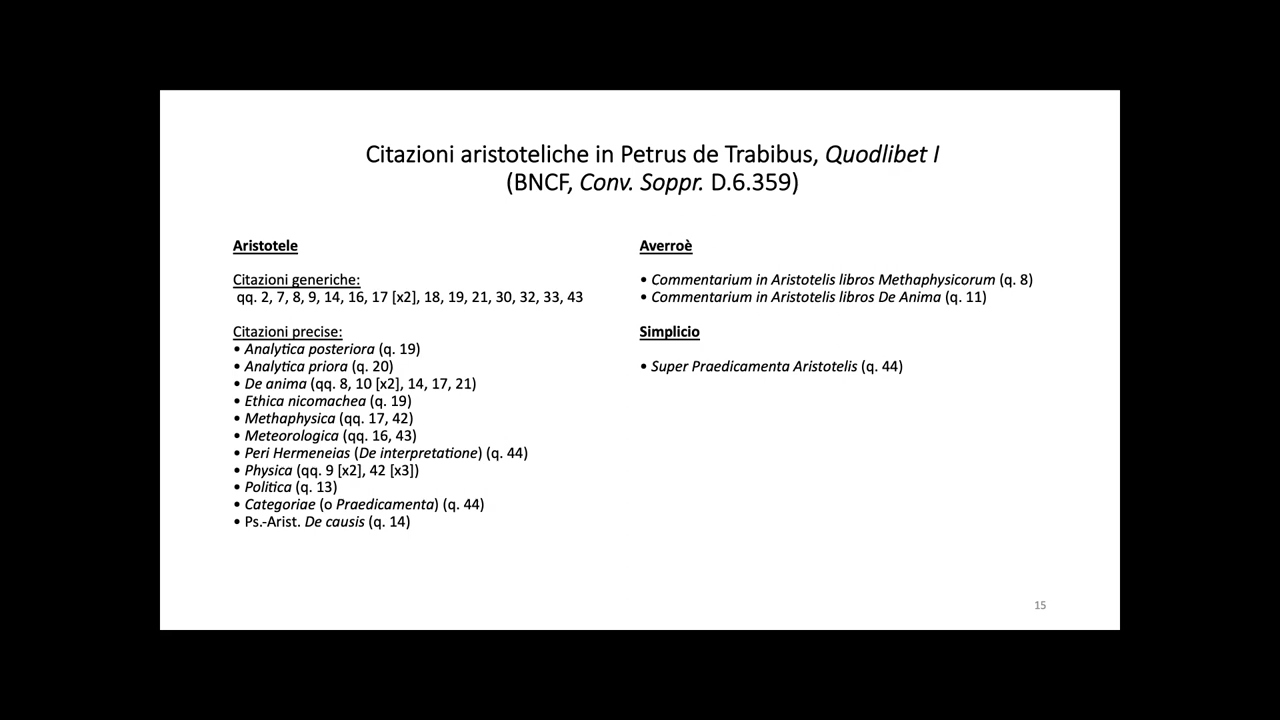 Citazioni aristoteliche in Petrus de Trabibus, Quodlibet I
(BNCF, Conv. Soppr. D.6.359)
Aristotele
Citazioni generiche:
qq. 2, 7, 8, 9, 14, 16, 17 [x2], 18, 19, 21, 30, 32, 33, 43
Citazioni precise:
• Analytica posteriora (q. 19)
• Analytica priora (q. 20)
• De anima (qq. 8, 10 [x2], 14, 17, 21)
• Ethica nicomachea (q. 19)
• Methaphysica (qq. 17, 42)
• Meteorologica (qq. 16, 43)
• Peri Hermeneias (De interpretatione) (q. 44)
• Physica (qq. 9 [x2], 42 [x3])
• Politica (q. 13)
• Categoriae (o Praedicamenta) (q. 44)
• Ps.-Arist. De causis (q. 14)
Averroè
• Commentarium in Aristotelis libros Methaphysicorum (q. 8)
• Commentarium in Aristotelis libros De Anima (q. 11)
Simplicio
• Super Praedicamenta Aristotelis (q. 44)
15